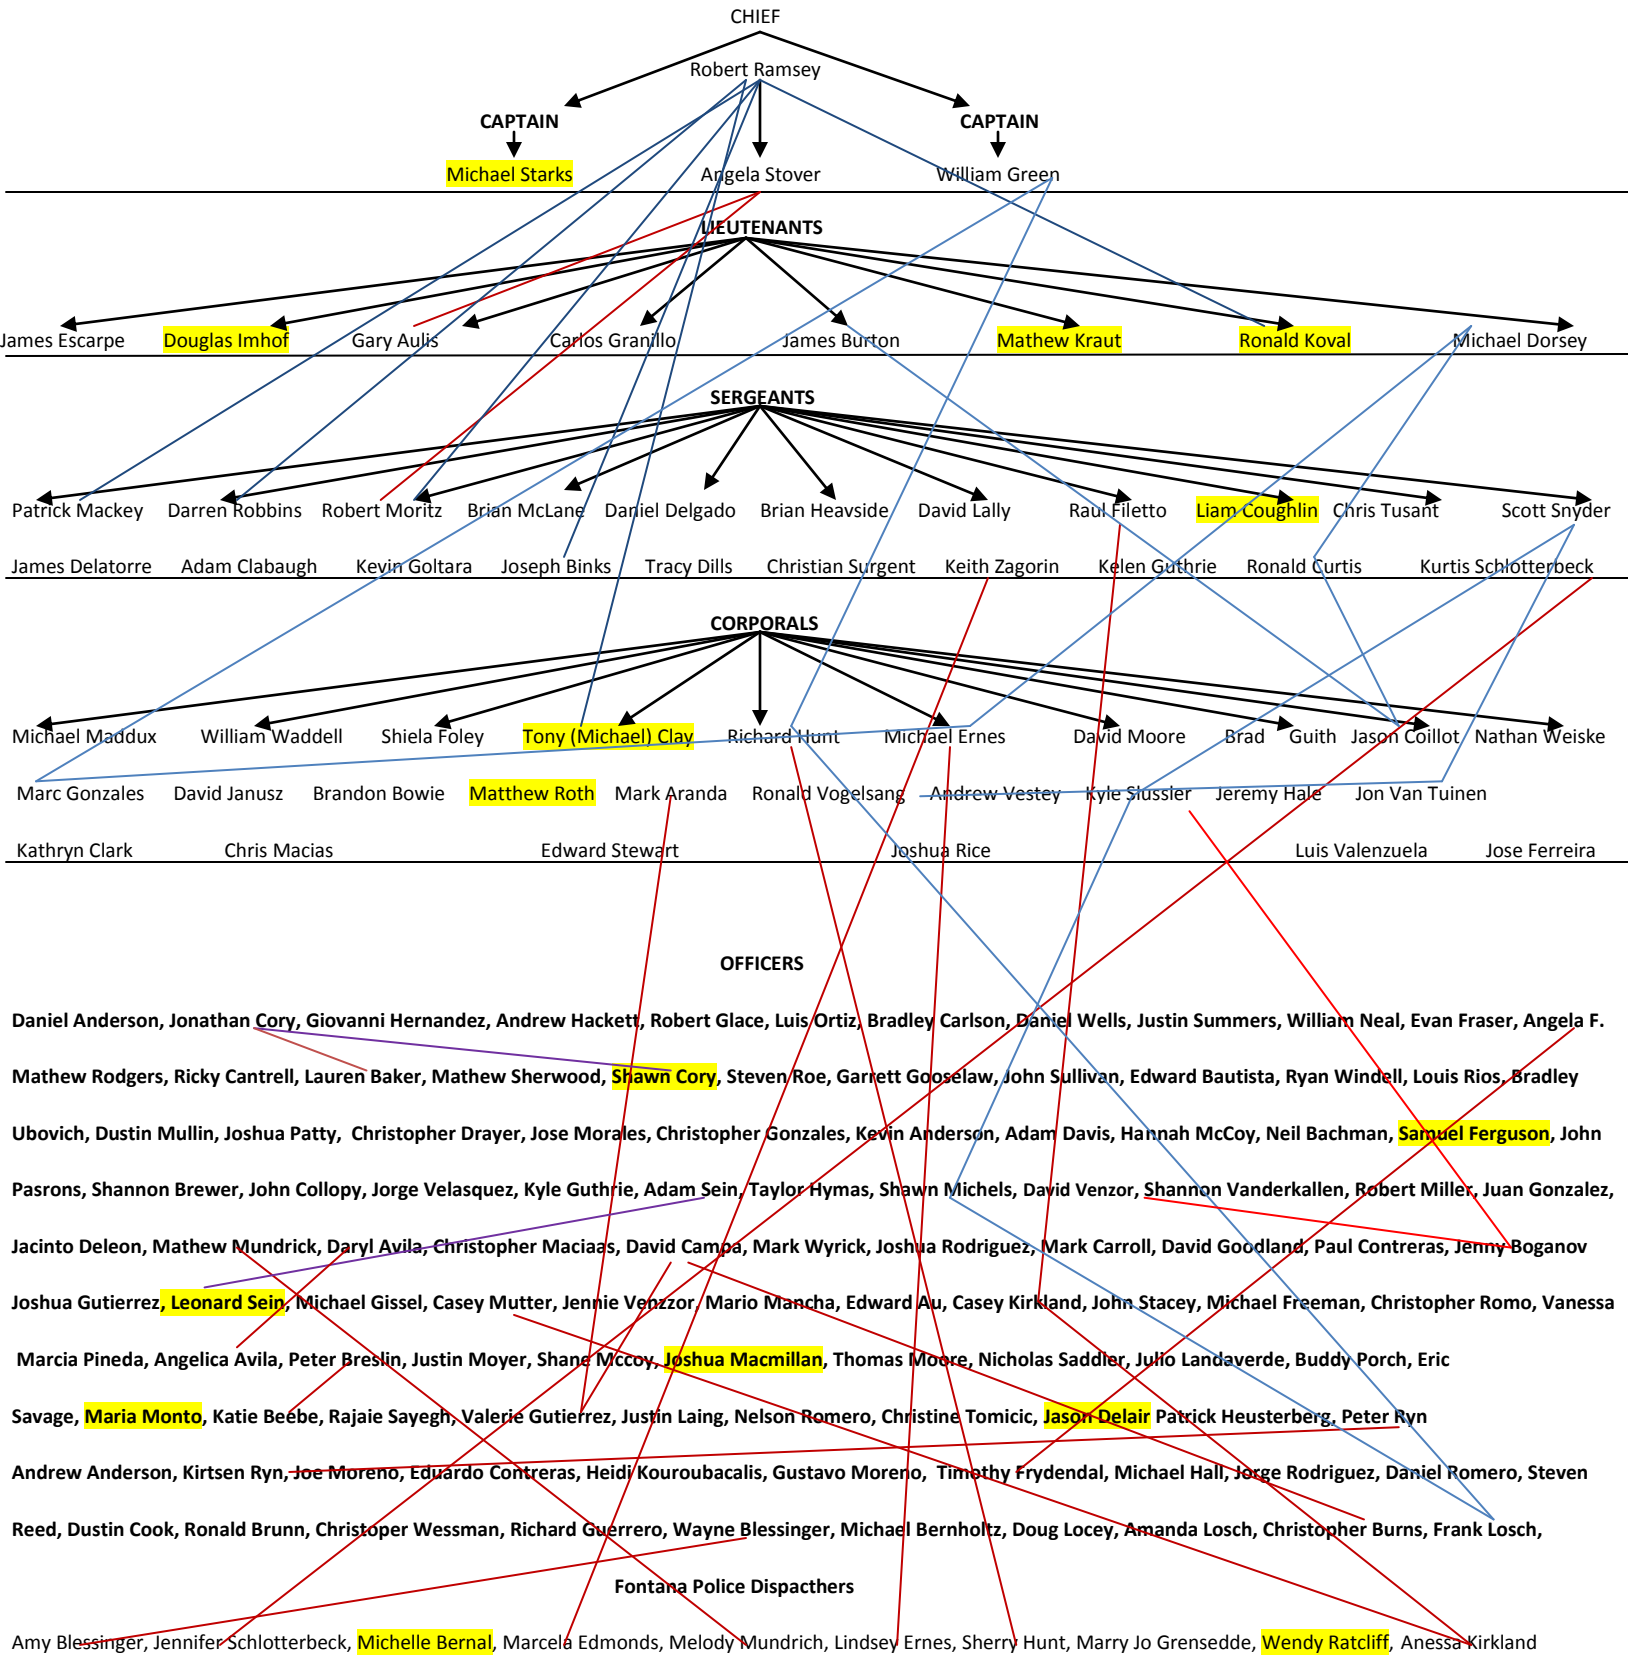 CHIEF
Robert Ramsey
CAPTAIN CAPTAIN
Michael Starks Angela Stover William Green
LIEUTENANTS
James Escarpe Douglas Imhof Gary Aulis Carlos Granillo James Burton Mathew Kraut Ronald Koval Michael Dorsey
SERGEANTS
Patrick Mackey Darren Robbins Robert Moritz Brian McLane Daniel Delgado Brian Heavside David Lally Raul Filetto Liam Coughlin Chris Tusant Scott Snyder
James Delatorre Adam Clabaugh Kevin Goltara Joseph Binks Tracy Dills Christian Surgent Keith Zagorin Kelen Guthrie Ronald Curtis Kurtis Schlotterbeck
CORPORALS
Michael Maddux William Waddell Shiela Foley Tony (Michael) Clay Richard Hunt Michael Ernes David Moore Brad Guith Jason Coillot Nathan Weiske
Marc Gonzales David Janusz Brandon Bowie Matthew Roth Mark Aranda Ronald Vogelsang Andrew Vestey Kyle Slussler Jeremy Hale Jon Van Tuinen
Kathryn Clark Chris Macias Edward Stewart Joshua Rice Luis Valenzuela Jose Ferreira
OFFICERS
Daniel Anderson, Jonathan Cory, Giovanni Hernandez, Andrew Hackett, Robert Glace, Luis Ortiz, Bradley Carlson, Daniel Wells, Justin Summers, William Neal, Evan Fraser, Angela F.
Mathew Rodgers, Ricky Cantrell, Lauren Baker, Mathew Sherwood, Shawn Cory, Steven Roe, Garrett Gooselaw, John Sullivan, Edward Bautista, Ryan Windell, Louis Rios, Bradley
Ubovich, Dustin Mullin, Joshua Patty, Christopher Drayer, Jose Morales, Christopher Gonzales, Kevin Anderson, Adam Davis, Hannah McCoy, Neil Bachman, Samuel Ferguson, John
Pasrons, Shannon Brewer, John Collopy, Jorge Velasquez, Kyle Guthrie, Adam Sein, Taylor Hymas, Shawn Michels, David Venzor, Shannon Vanderkallen, Robert Miller, Juan Gonzalez,
Jacinto Deleon, Mathew Mundrick, Daryl Avila, Christopher Maciaas, David Campa, Mark Wyrick, Joshua Rodriguez, Mark Carroll, David Goodland, Paul Contreras, Jenny Boganov
Joshua Gutierrez, Leonard Sein, Michael Gissel, Casey Mutter, Jennie Venzzor, Mario Mancha, Edward Au, Casey Kirkland, John Stacey, Michael Freeman, Christopher Romo, Vanessa
Marcia Pineda, Angelica Avila, Peter Breslin, Justin Moyer, Shane Mccoy, Joshua Macmillan, Thomas Moore, Nicholas Saddler, Julio Landaverde, Buddy Porch, Eric
Savage, Maria Monto, Katie Beebe, Rajaie Sayegh, Valerie Gutierrez, Justin Laing, Nelson Romero, Christine Tomicic, Jason Delair Patrick Heusterberg, Peter Ryn
Andrew Anderson, Kirtsen Ryn, Joe Moreno, Eduardo Contreras, Heidi Kouroubacalis, Gustavo Moreno, Timothy Frydendal, Michael Hall, Jorge Rodriguez, Daniel Romero, Steven
Reed, Dustin Cook, Ronald Brunn, Christoper Wessman, Richard Guerrero, Wayne Blessinger, Michael Bernholtz, Doug Locey, Amanda Losch, Christopher Burns, Frank Losch,
Fontana Police Dispacthers
Amy Blessinger, Jennifer Schlotterbeck, Michelle Bernal, Marcela Edmonds, Melody Mundrich, Lindsey Ernes, Sherry Hunt, Marry Jo Grensedde, Wendy Ratcliff, Anessa Kirkland